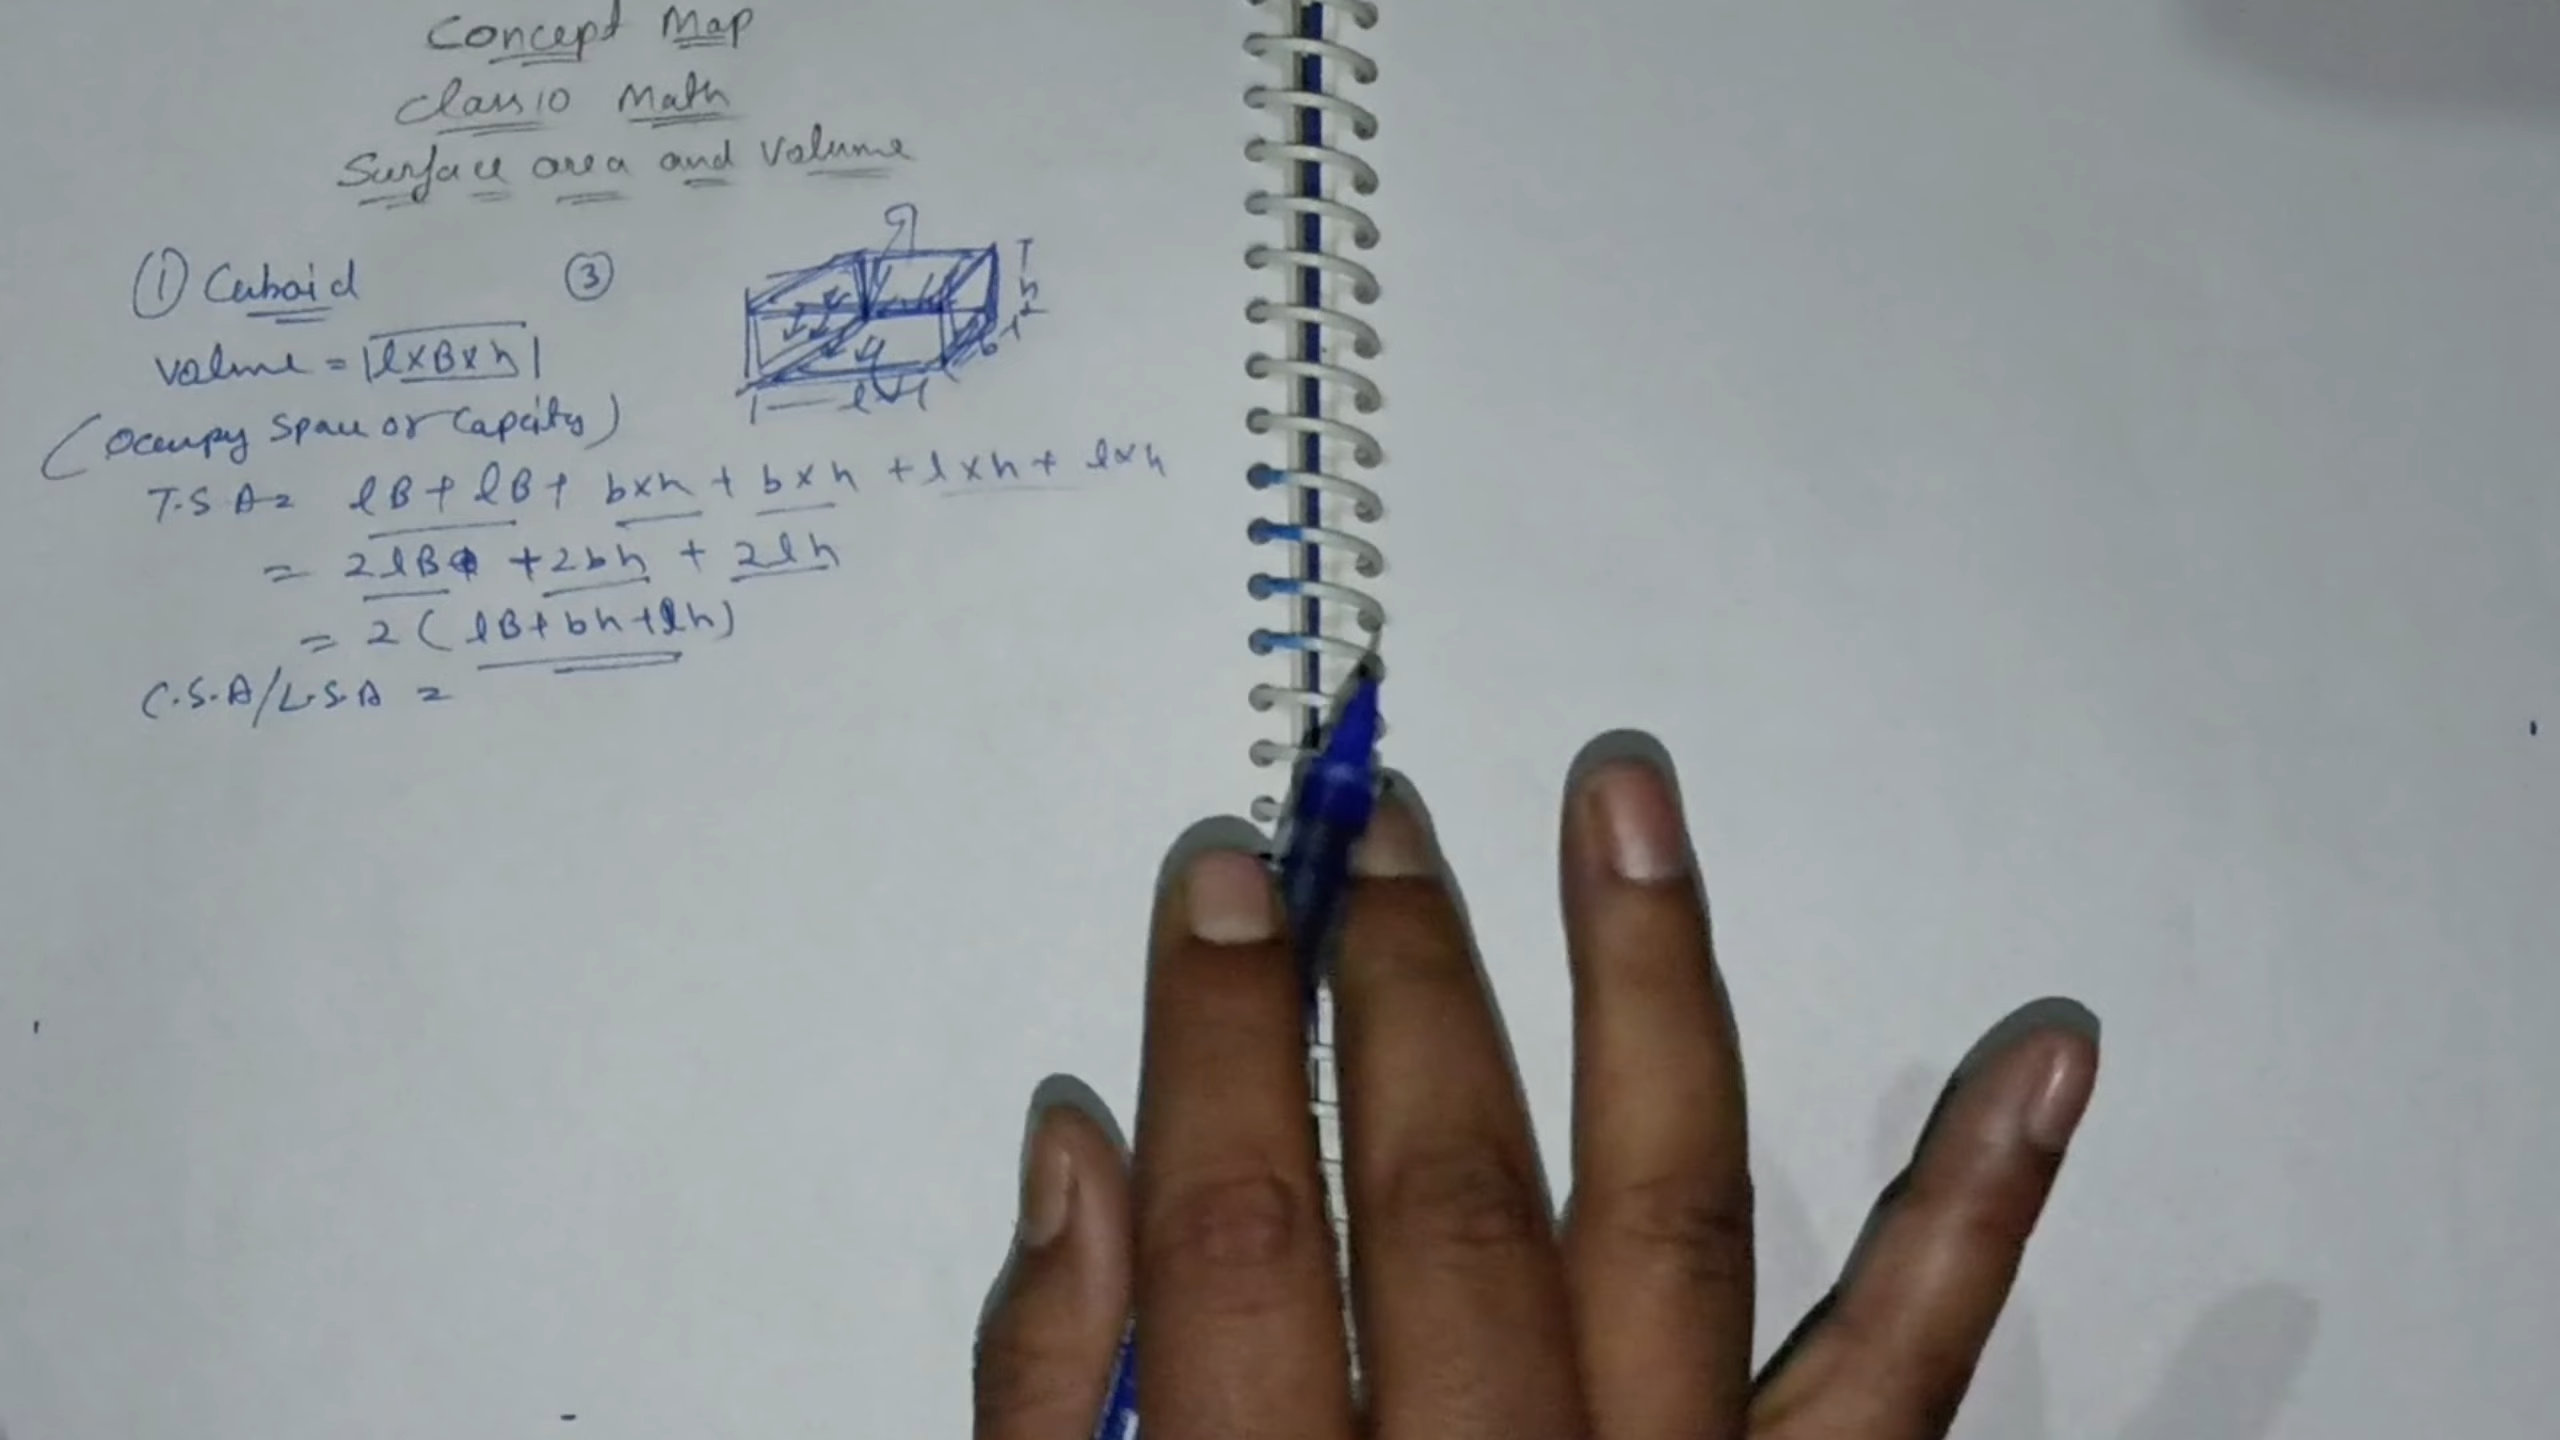 Concept Map
Class 10 Math
Surface area and Volume
① Cuboid ③
Volume = l×B×h
(Occupy Space or Capcity)
T.S.A = lB + lB + b×h + b×h + l×h + l×h
= 2lB + 2bh + 2lh
= 2 ( lB + bh + lh)
C.S.A/L.S.A =
h
b
l